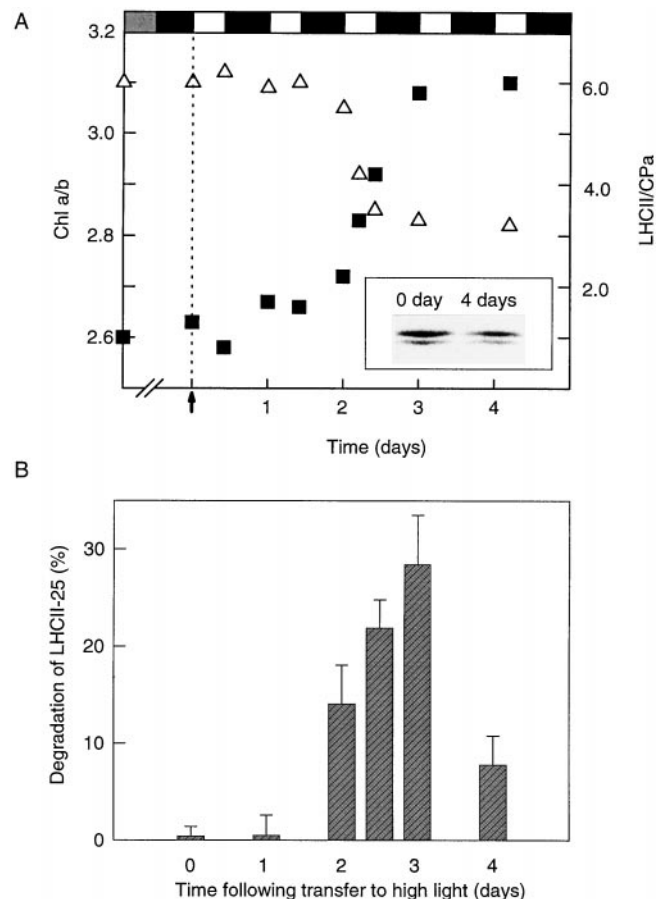 A
3.2
3.0
2.8
2.6
Chl a/b
6.0
4.0
2.0
LHCII/CPa
0 day 4 days
1 2 3 4
Time (days)
B
30
20
10
0
Degradation of LHCII-25 (%)
0 1 2 3 4
Time following transfer to high light (days)